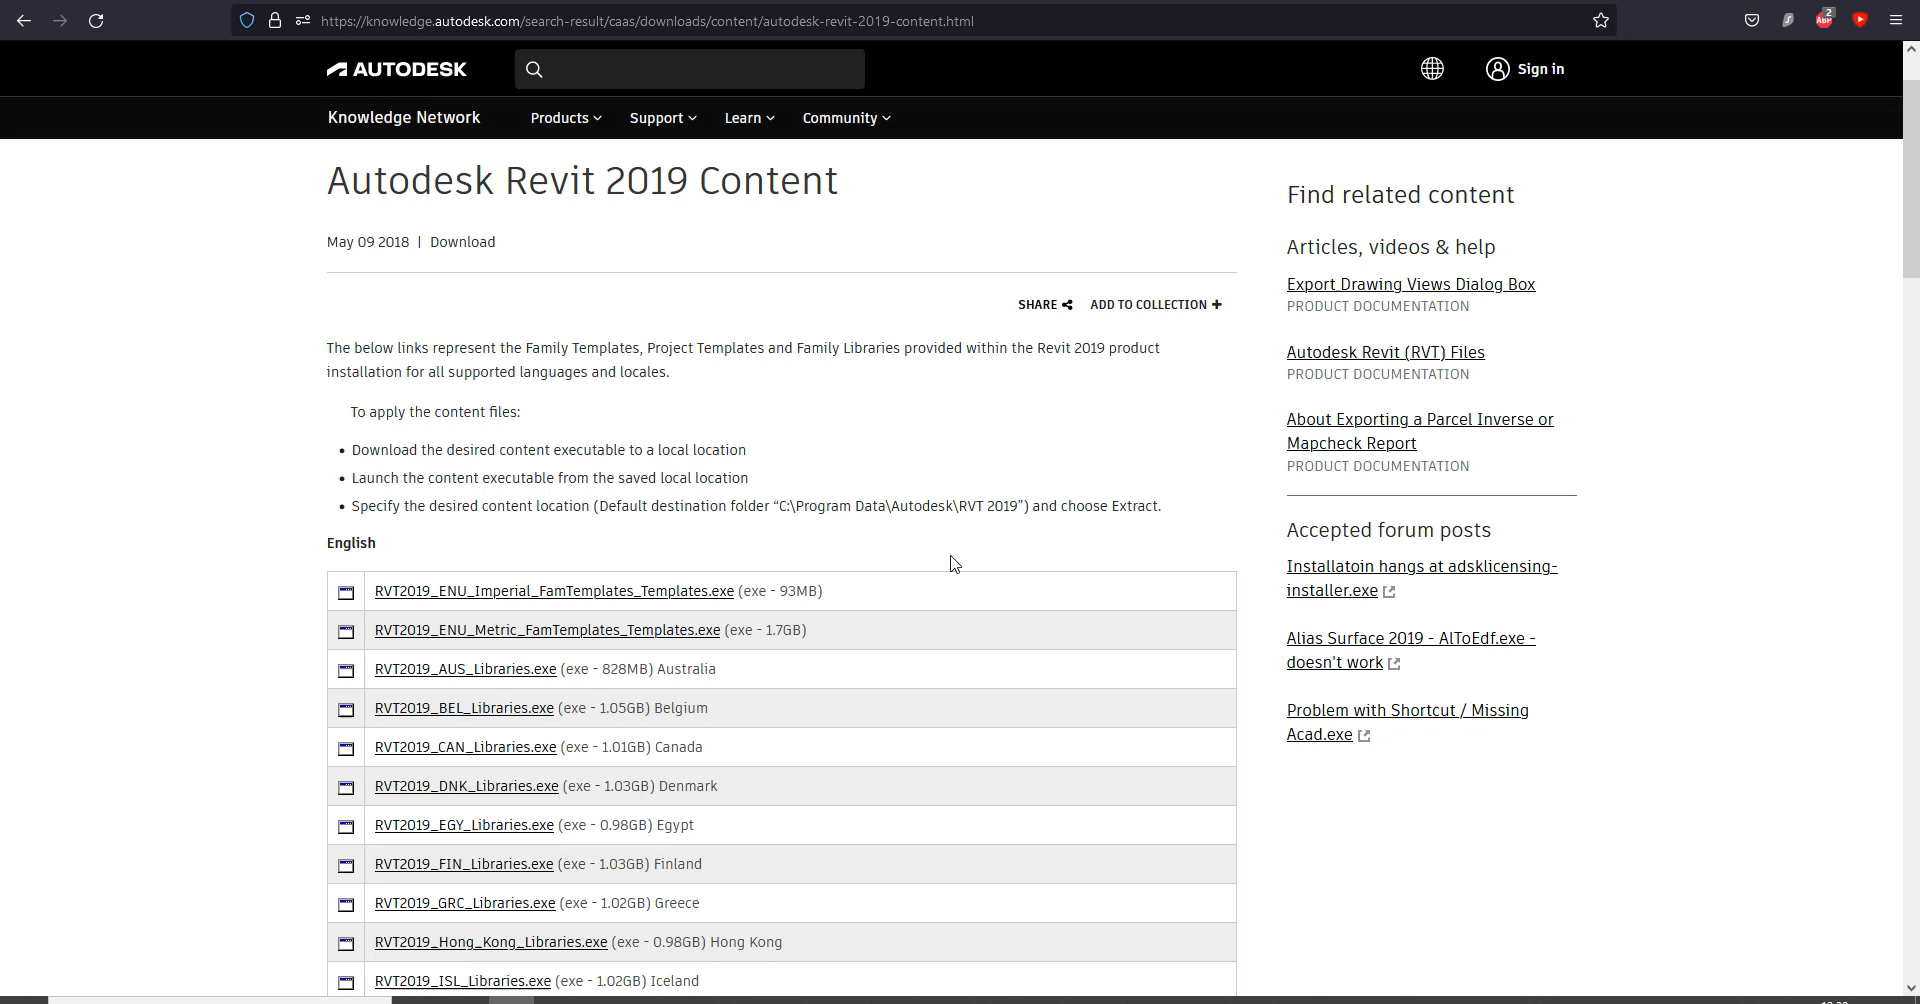 https://knowledge.autodesk.com/search-result/caas/downloads/content/autodesk-revit-2019-content.html
2
ABP
AUTODESK
Sign in
Knowledge Network
Products
Support
Learn
Community
Autodesk Revit 2019 Content
May 09 2018 | Download
SHARE
ADD TO COLLECTION +
The below links represent the Family Templates, Project Templates and Family Libraries provided within the Revit 2019 product
installation for all supported languages and locales.
To apply the content files:
• Download the desired content executable to a local location
• Launch the content executable from the saved local location
• Specify the desired content location (Default destination folder “C:\Program Data\Autodesk\RVT 2019”) and choose Extract.
English
RVT2019_ENU_Imperial_FamTemplates_Templates.exe (exe - 93MB)
RVT2019_ENU_Metric_FamTemplates_Templates.exe (exe - 1.7GB)
RVT2019_AUS_Libraries.exe (exe - 828MB) Australia
RVT2019_BEL_Libraries.exe (exe - 1.05GB) Belgium
RVT2019_CAN_Libraries.exe (exe - 1.01GB) Canada
RVT2019_DNK_Libraries.exe (exe - 1.03GB) Denmark
RVT2019_EGY_Libraries.exe (exe - 0.98GB) Egypt
RVT2019_FIN_Libraries.exe (exe - 1.03GB) Finland
RVT2019_GRC_Libraries.exe (exe - 1.02GB) Greece
RVT2019_Hong_Kong_Libraries.exe (exe - 0.98GB) Hong Kong
RVT2019_ISL_Libraries.exe (exe - 1.02GB) Iceland
Find related content
Articles, videos & help
Export Drawing Views Dialog Box
PRODUCT DOCUMENTATION
Autodesk Revit (RVT) Files
PRODUCT DOCUMENTATION
About Exporting a Parcel Inverse or
Mapcheck Report
PRODUCT DOCUMENTATION
Accepted forum posts
Installatoin hangs at adsklicensing-
installer.exe
Alias Surface 2019 - AlToEdf.exe -
doesn't work
Problem with Shortcut / Missing
Acad.exe